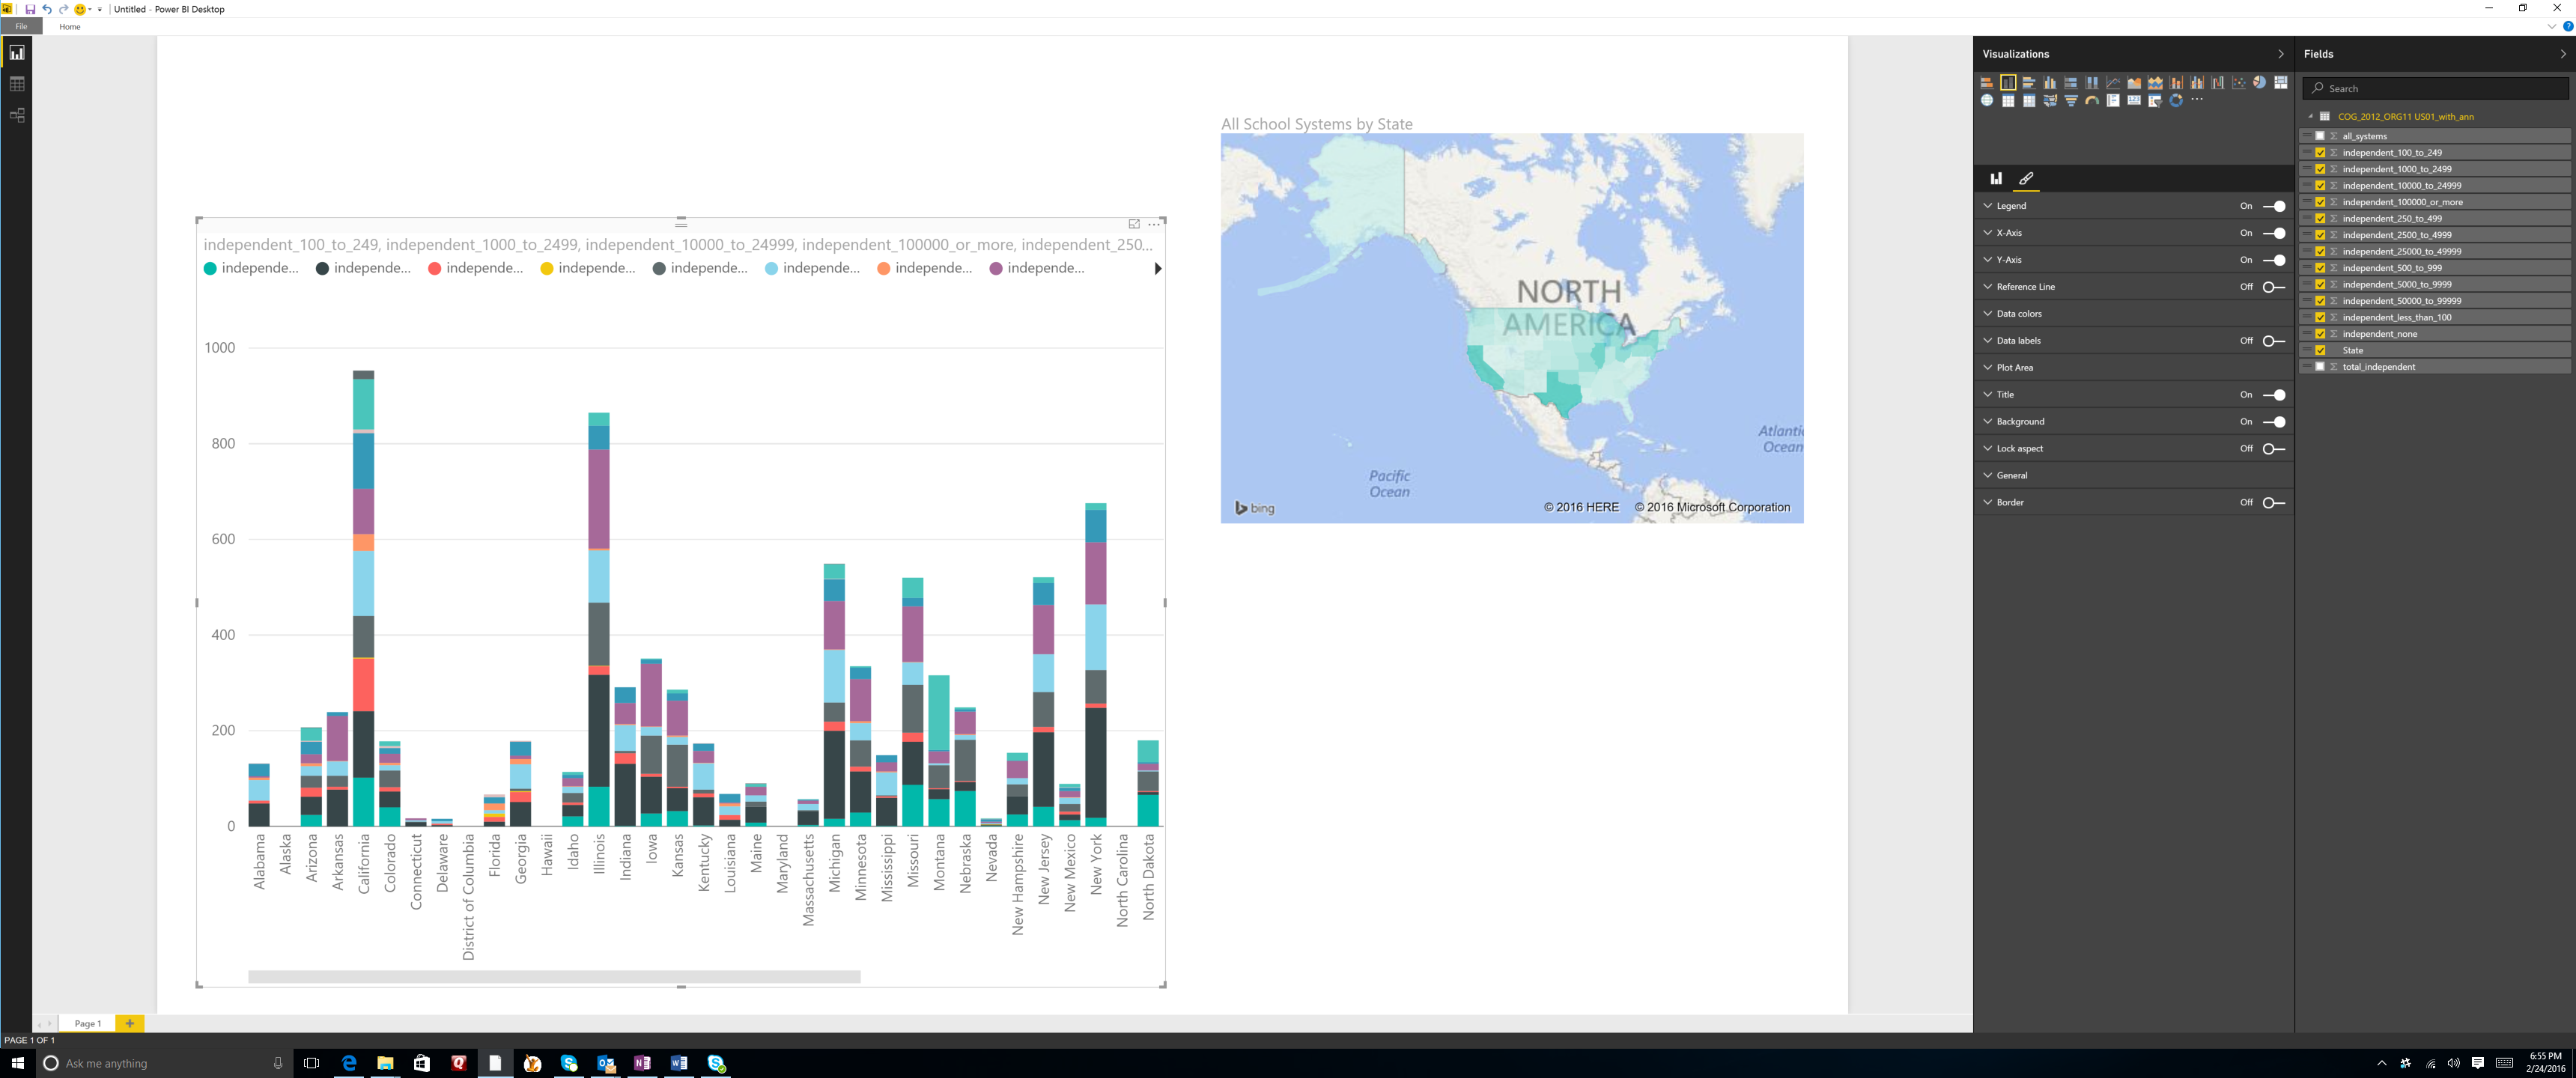 Untitled - Power BI Desktop
File Home
Visualizations
Fields
Search
COG_2012_ORG11 US01_with_ann
all_systems
independent_100_to_249
independent_1000_to_2499
independent_10000_to_24999
independent_100000_or_more
independent_250_to_499
independent_2500_to_4999
independent_25000_to_49999
independent_500_to_999
independent_5000_to_9999
independent_50000_to_99999
independent_less_than_100
independent_none
State
total_independent
Legend On
X-Axis On
Y-Axis On
Reference Line Off
Data colors
Data labels Off
Plot Area
Title On
Background On
Lock aspect Off
General
Border Off
All School Systems by State
NORTH
AMERICA
Pacific
Ocean
Atlantic
Ocean
bing
© 2016 HERE © 2016 Microsoft Corporation
independent_100_to_249, independent_1000_to_2499, independent_10000_to_24999, independent_100000_or_more, independent_250...
independe... independe... independe... independe... independe... independe... independe... independe...
1000
800
600
400
200
0
Alabama
Alaska
Arizona
Arkansas
California
Colorado
Connecticut
Delaware
District of Columbia
Florida
Georgia
Hawaii
Idaho
Illinois
Indiana
Iowa
Kansas
Kentucky
Louisiana
Maine
Maryland
Massachusetts
Michigan
Minnesota
Mississippi
Missouri
Montana
Nebraska
Nevada
New Hampshire
New Jersey
New Mexico
New York
North Carolina
North Dakota
Page 1
PAGE 1 OF 1
Ask me anything
6:55 PM
2/24/2016